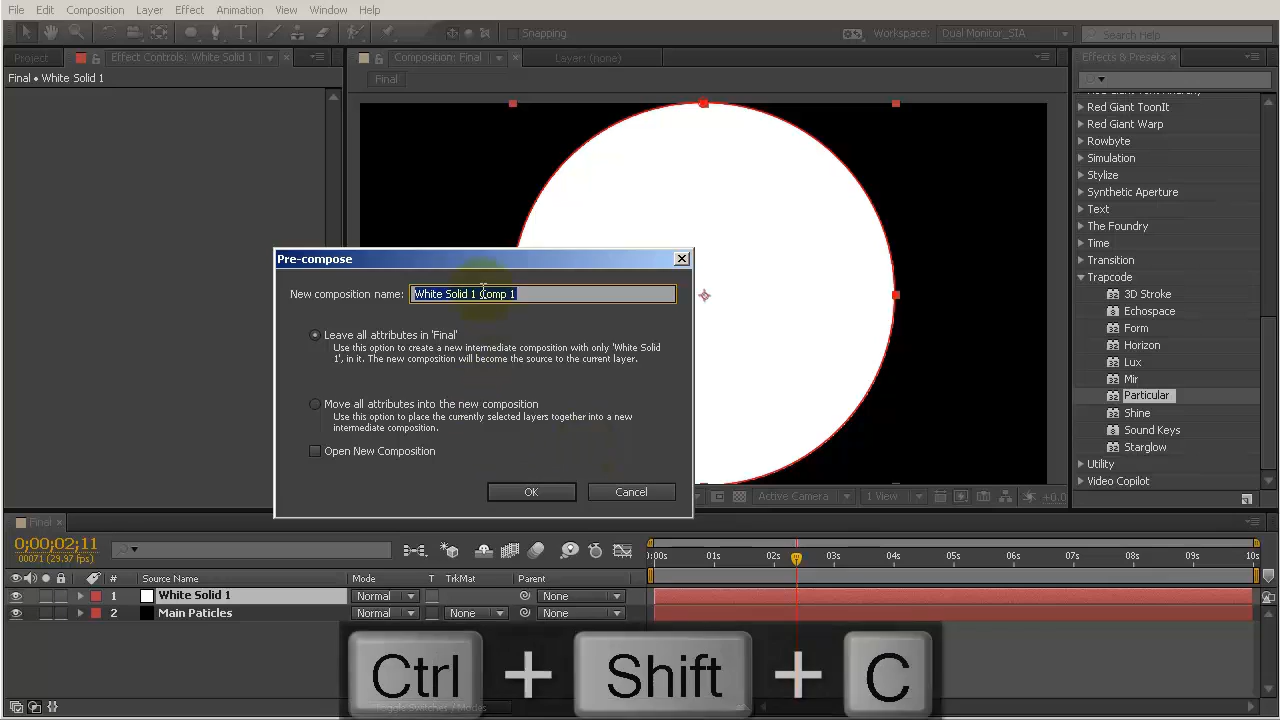 File Edit Composition Layer Effect Animation View Window Help
Snapping
Workspace: Dual Monitor_SIA
Search Help
Project
Effect Controls: White Solid 1
Composition: Final
Layer: (none)
Effects & Presets
Final • White Solid 1
Final
Red Giant ToonIt
Red Giant Warp
Rowbyte
Simulation
Stylize
Synthetic Aperture
Text
The Foundry
Time
Transition
Trapcode
3D Stroke
Echospace
Form
Horizon
Lux
Mir
Particular
Shine
Sound Keys
Starglow
Utility
Video Copilot
Pre-compose
New composition name: White Solid 1 Comp 1
Leave all attributes in 'Final'
Use this option to create a new intermediate composition with only 'White Solid
1', in it. The new composition will become the source to the current layer.
Move all attributes into the new composition
Use this option to place the currently selected layers together into a new
intermediate composition.
Open New Composition
OK
Cancel
Active Camera
1 View
+0.0
Final
0;00;02;11
00071 (29.97 fps)
:00s 01s 02s 03s 04s 05s 06s 07s 08s 09s 10s
# Source Name Mode T TrkMat Parent
1 White Solid 1 Normal None
2 Main Paticles Normal None None
Ctrl + Shift + C
Toggle Switches / Modes